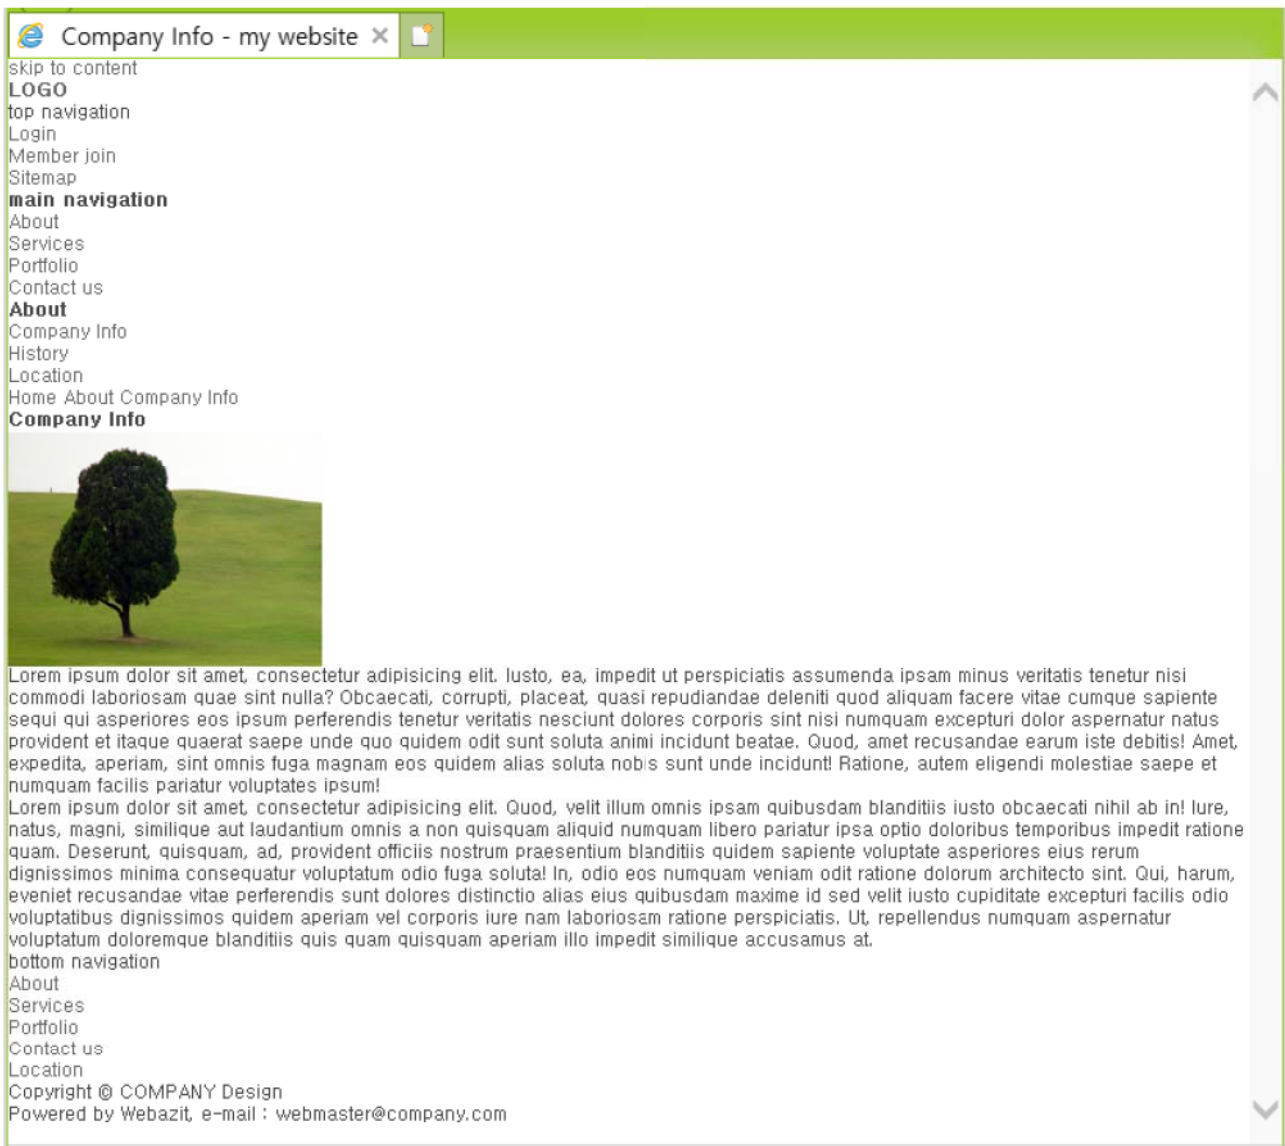 Company Info - my website
skip to content
LOGO
top navigation
Login
Member join
Sitemap
main navigation
About
Services
Portfolio
Contact us
About
Company Info
History
Location
Home About Company Info
Company Info
Lorem ipsum dolor sit amet, consectetur adipisicing elit. Iusto, ea, impedit ut perspiciatis assumenda ipsam minus veritatis tenetur nisi
commodi laboriosam quae sint nulla? Obcaecati, corrupti, placeat, quasi repudiandae deleniti quod aliquam facere vitae cumque sapiente
sequi qui asperiores eos ipsum perferendis tenetur veritatis nesciunt dolores corporis sint nisi numquam excepturi dolor aspernatur natus
provident et itaque quaerat saepe unde quo quidem odit sunt soluta animi incidunt beatae. Quod, amet recusandae earum iste debitis! Amet,
expedita, aperiam, sint omnis fuga magnam eos quidem alias soluta nobis sunt unde incidunt! Ratione, autem eligendi molestiae saepe et
numquam facilis pariatur voluptates ipsum!
Lorem ipsum dolor sit amet, consectetur adipisicing elit. Quod, velit illum omnis ipsam quibusdam blanditiis iusto obcaecati nihil ab in! Iure,
natus, magni, similique aut laudantium omnis a non quisquam aliquid numquam libero pariatur ipsa optio doloribus temporibus impedit ratione
quam. Deserunt, quisquam, ad, provident officiis nostrum praesentium blanditiis quidem sapiente voluptate asperiores eius rerum
dignissimos minima consequatur voluptatum odio fuga soluta! In, odio eos numquam veniam odit ratione dolorum architecto sint. Qui, harum,
eveniet recusandae vitae perferendis sunt dolores distinctio alias eius quibusdam maxime id sed velit iusto cupiditate excepturi facilis odio
voluptatibus dignissimos quidem aperiam vel corporis iure nam laboriosam ratione perspiciatis. Ut, repellendus numquam aspernatur
voluptatum doloremque blanditiis quis quam quisquam aperiam illo impedit similique accusamus at.
bottom navigation
About
Services
Portfolio
Contact us
Location
Copyright © COMPANY Design
Powered by Webazit, e-mail : webmaster@company.com